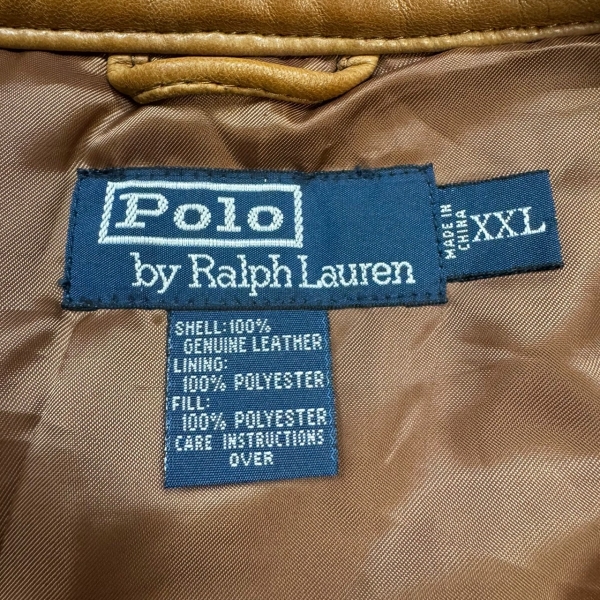 Polo
by Ralph Lauren
MADE IN
CHINA
XXL
SHELL: 100%
GENUINE LEATHER
LINING:
100% POLYESTER
FILL:
100% POLYESTER
CARE INSTRUCTIONS
OVER